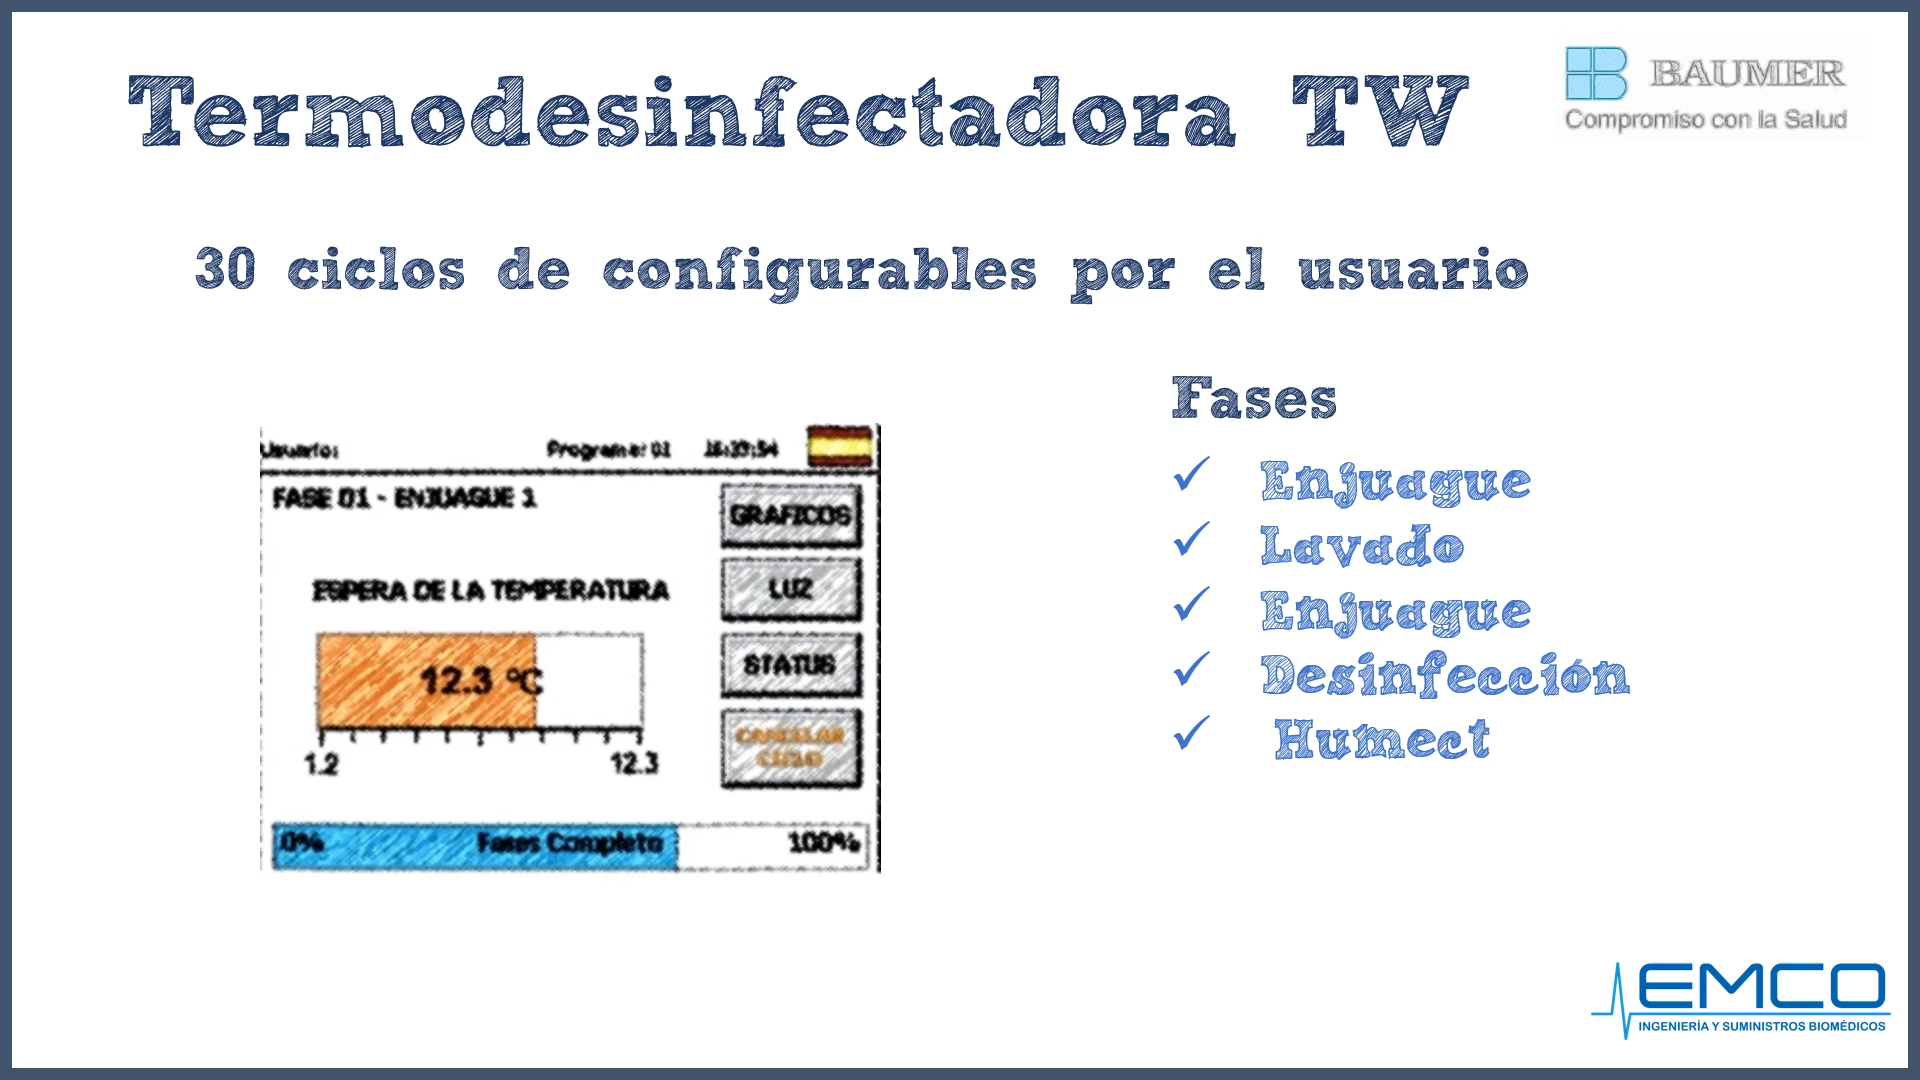 Termodesinfectadora TW
BAUMER
Compromiso con la Salud
30 ciclos de configurables por el usuario
Usuario:
Programa: 01
FASE 01 - ENJUAGUE 1
GRAFICOS
ESPERA DE LA TEMPERATURA
LUZ
12.3 °C
STATUS
1.2
12.3
CANCELAR
CICLO
0%
Fases Completo
100%
Fases
✓ Enjuague
✓ Lavado
✓ Enjuague
✓ Desinfección
✓ Humect
EMCO
INGENIERÍA Y SUMINISTROS BIOMÉDICOS